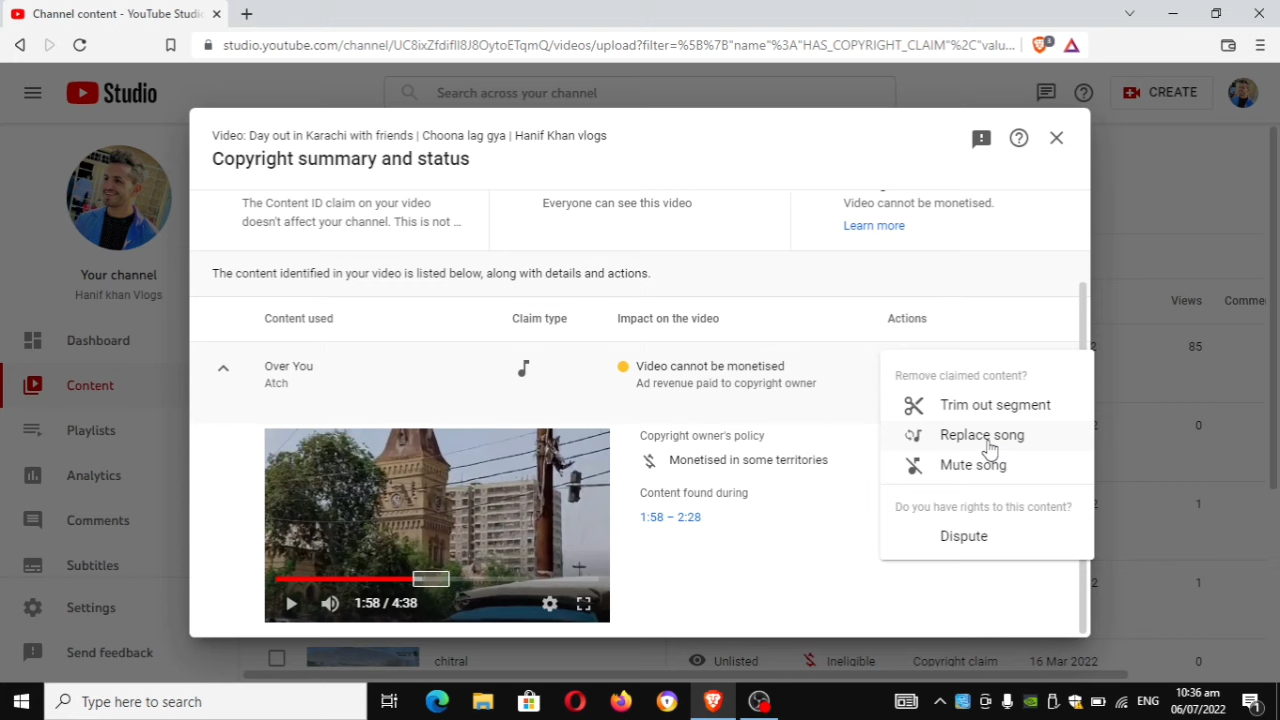 Channel content - YouTube Studio
studio.youtube.com/channel/UC8ixZfdifll8J8OytoETqmQ/videos/upload?filter=%5B%7B"name"%3A"HAS_COPYRIGHT_CLAIM"%2C"valu...
3
Studio
Search across your channel
CREATE
Video: Day out in Karachi with friends | Choona lag gya | Hanif Khan vlogs
Copyright summary and status
The Content ID claim on your video
doesn't affect your channel. This is not ...
Everyone can see this video
Video cannot be monetised.
Learn more
The content identified in your video is listed below, along with details and actions.
Content used
Claim type
Impact on the video
Actions
Over You
Atch
Video cannot be monetised
Ad revenue paid to copyright owner
Remove claimed content?
Trim out segment
Replace song
Mute song
Do you have rights to this content?
Dispute
Copyright owner's policy
Monetised in some territories
Content found during
1:58 – 2:28
1:58 / 4:38
Your channel
Hanif khan Vlogs
Dashboard
Content
Playlists
Analytics
Comments
Subtitles
Settings
Send feedback
Views
Comme
2
85
2
0
1
1
2
1
chitral
Unlisted
Ineligible
Copyright claim
16 Mar 2022
0
Type here to search
ENG
10:36 am
06/07/2022
1